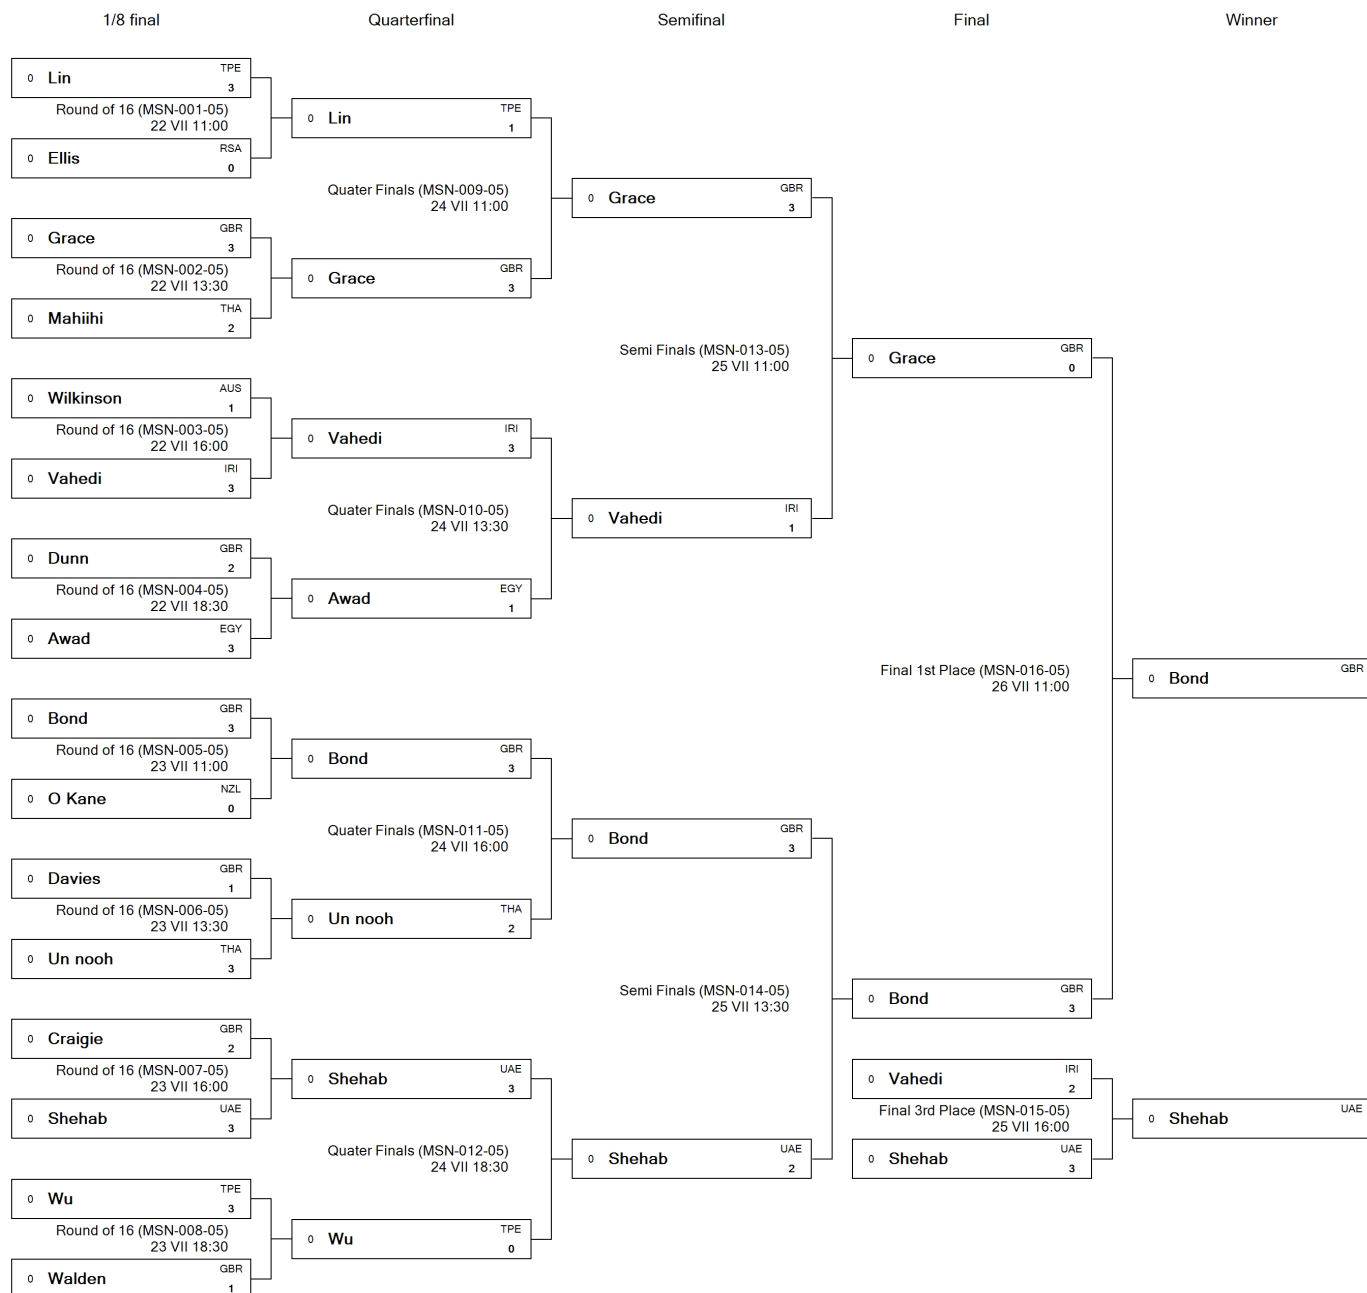 1/8 final
Quarterfinal
Semifinal
Final
Winner
0 Lin TPE 3
Round of 16 (MSN-001-05)
22 VII 11:00
0 Ellis RSA 0
0 Grace GBR 3
Round of 16 (MSN-002-05)
22 VII 13:30
0 Mahiihi THA 2
0 Wilkinson AUS 1
Round of 16 (MSN-003-05)
22 VII 16:00
0 Vahedi IRI 3
0 Dunn GBR 2
Round of 16 (MSN-004-05)
22 VII 18:30
0 Awad EGY 3
0 Bond GBR 3
Round of 16 (MSN-005-05)
23 VII 11:00
0 O Kane NZL 0
0 Davies GBR 1
Round of 16 (MSN-006-05)
23 VII 13:30
0 Un nooh THA 3
0 Craigie GBR 2
Round of 16 (MSN-007-05)
23 VII 16:00
0 Shehab UAE 3
0 Wu TPE 3
Round of 16 (MSN-008-05)
23 VII 18:30
0 Walden GBR 1
0 Lin TPE 1
Quater Finals (MSN-009-05)
24 VII 11:00
0 Grace GBR 3
0 Vahedi IRI 3
Quater Finals (MSN-010-05)
24 VII 13:30
0 Awad EGY 1
0 Bond GBR 3
Quater Finals (MSN-011-05)
24 VII 16:00
0 Un nooh THA 2
0 Shehab UAE 3
Quater Finals (MSN-012-05)
24 VII 18:30
0 Wu TPE 0
0 Grace GBR 3
Semi Finals (MSN-013-05)
25 VII 11:00
0 Vahedi IRI 1
0 Bond GBR 3
Semi Finals (MSN-014-05)
25 VII 13:30
0 Shehab UAE 2
0 Grace GBR 0
Final 1st Place (MSN-016-05)
26 VII 11:00
0 Bond GBR 3
0 Vahedi IRI 2
Final 3rd Place (MSN-015-05)
25 VII 16:00
0 Shehab UAE 3
0 Bond GBR
0 Shehab UAE